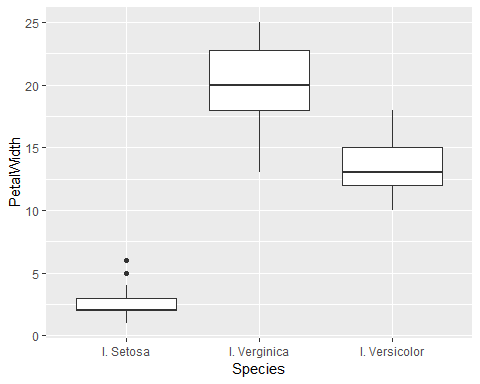 PetalWidth
25
20
15
10
5
0
I. Setosa
I. Verginica
I. Versicolor
Species